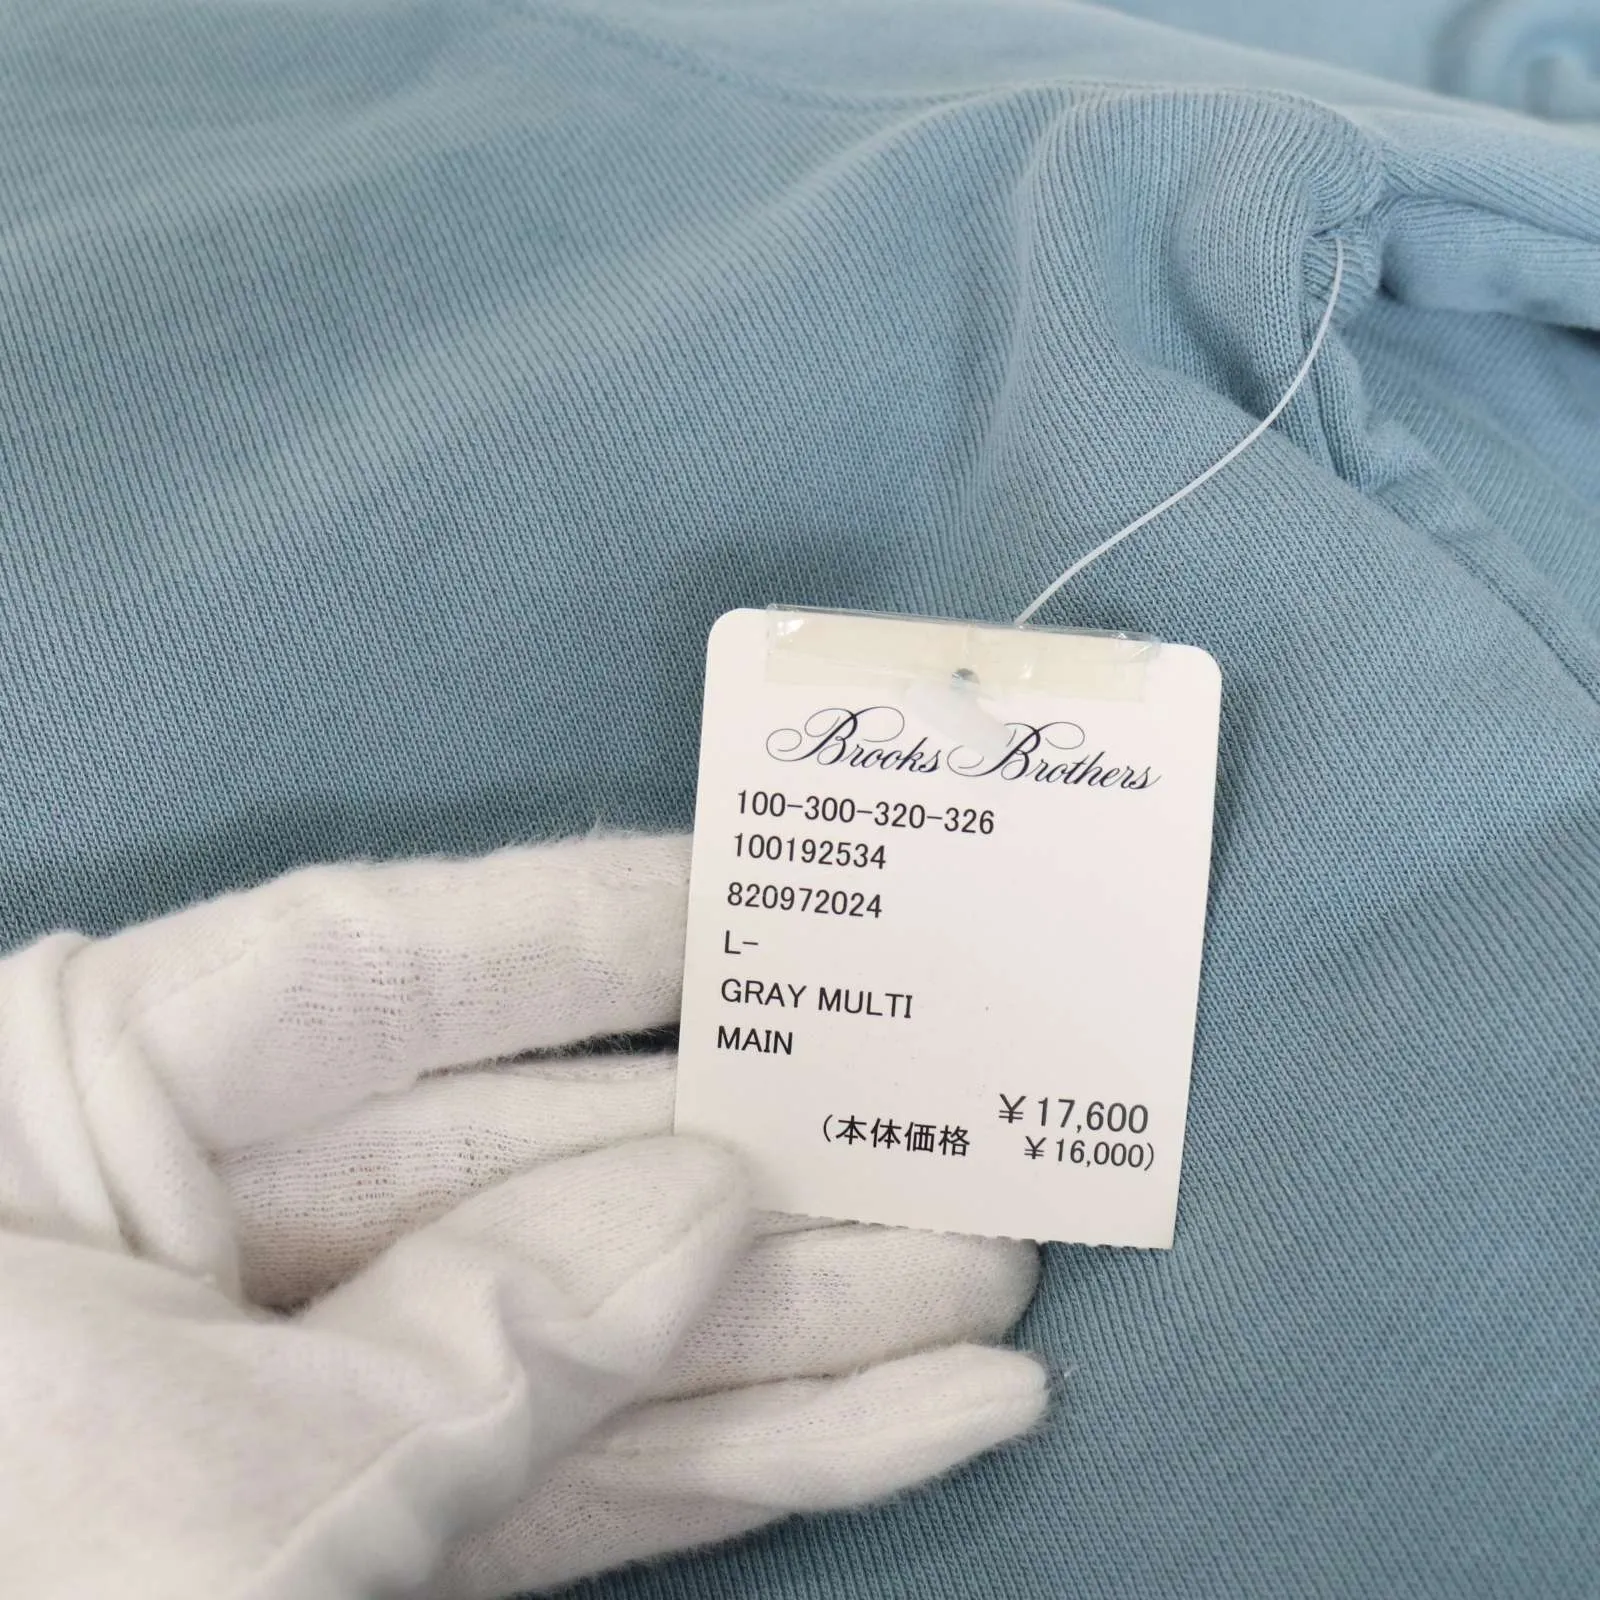 Brooks Brothers
100-300-320-326
100192534
820972024
L-
GRAY MULTI
MAIN
¥17,600
(本体価格 ¥16,000)